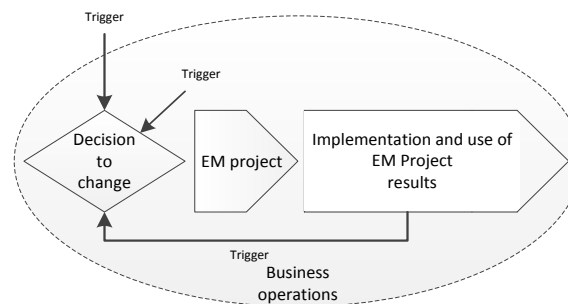 Trigger
Trigger
Decision
to
change
EM project
Implementation and use of
EM Project
results
Trigger
Business
operations